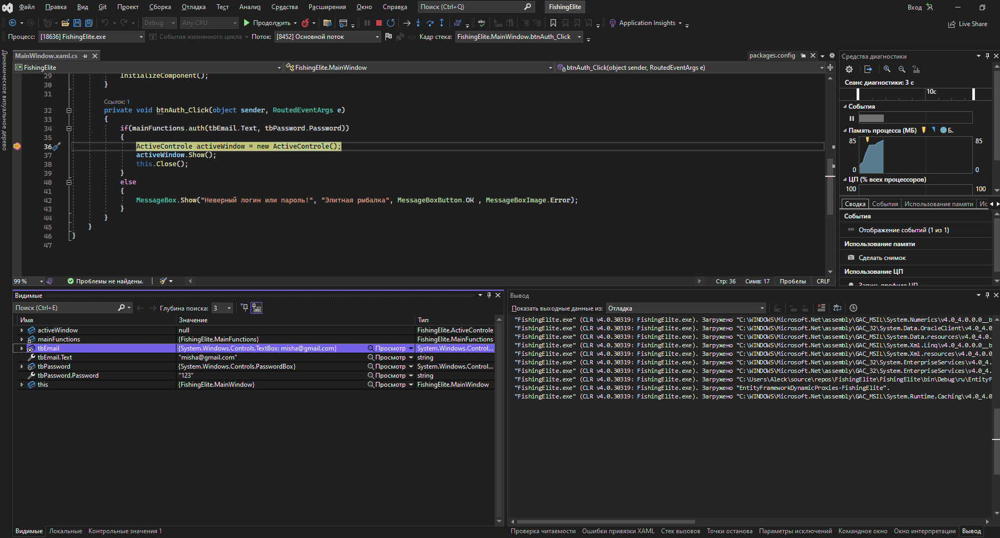 Файл Правка Вид Git Проект Сборка Отладка Тест Анализ Средства Расширения Окно Справка Поиск (Ctrl+Q) FishingElite Вход
Debug Any CPU Продолжить Application Insights Live Share
Процесс: [18636] FishingElite.exe События жизненного цикла Поток: [8452] Основной поток Кадр стека: FishingElite.MainWindow.btnAuth_Click
Динамическое визуальное дерево
MainWindow.xaml.cs packages.config
FishingElite FishingElite.MainWindow btnAuth_Click(object sender, RoutedEventArgs e)
29 InitializeComponent();
30 }
31
Ссылок: 1
32 private void btnAuth_Click(object sender, RoutedEventArgs e)
33 {
34 if(mainFunctions.auth(tbEmail.Text, tbPassword.Password))
35 {
36 ActiveControle activeWindow = new ActiveControle();
37 activeWindow.Show();
38 this.Close();
39 }
40 else
41 {
42 MessageBox.Show("Неверный логин или пароль!", "Элитная рыбалка", MessageBoxButton.OK , MessageBoxImage.Error);
43 }
44 }
45 }
46 }
47
99 % Проблемы не найдены. Стр: 36 Симв: 17 Пробелы CRLF
Средства диагностики
Сеанс диагностики: 3 с
10с
События
Память процесса (МБ) Б..
85 85
0 0
ЦП (% всех процессоров)
100 100
Сводка События Использование памяти Ис
События
Отображение событий (1 из 1)
Использование памяти
Сделать снимок
Использование ЦП
Запись профиля ЦП
Видимые
Поиск (Ctrl+E) Глубина поиска: 3
Имя Значение Тип
activeWindow null FishingElite.ActiveControle
mainFunctions {FishingElite.MainFunctions} FishingElite.MainFunctions
tbEmail {System.Windows.Controls.TextBox: misha@gmail.com} Просмотр System.Windows.Control...
tbEmail.Text "misha@gmail.com" Просмотр string
tbPassword {System.Windows.Controls.PasswordBox} Просмотр System.Windows.Control...
tbPassword.Password "123" Просмотр string
this {FishingElite.MainWindow} Просмотр FishingElite.MainWindow
Видимые Локальные Контрольные значения 1
Вывод
Показать выходные данные из: Отладка
"FishingElite.exe" (CLR v4.0.30319: FishingElite.exe). Загружено "C:\WINDOWS\Microsoft.Net\assembly\GAC_MSIL\System.Numerics\v4.0_4.0.0.0__b
"FishingElite.exe" (CLR v4.0.30319: FishingElite.exe). Загружено "C:\WINDOWS\Microsoft.Net\assembly\GAC_32\System.Data.OracleClient\v4.0_4.0
"FishingElite.exe" (CLR v4.0.30319: FishingElite.exe). Загружено "C:\WINDOWS\Microsoft.Net\assembly\GAC_MSIL\System.Data.resources\v4.0_4.0.
"FishingElite.exe" (CLR v4.0.30319: FishingElite.exe). Загружено "C:\WINDOWS\Microsoft.Net\assembly\GAC_MSIL\System.Xml.Linq\v4.0_4.0.0.0__b
"FishingElite.exe" (CLR v4.0.30319: FishingElite.exe). Загружено "C:\WINDOWS\Microsoft.Net\assembly\GAC_MSIL\System.Xml.resources\v4.0_4.0.0
"FishingElite.exe" (CLR v4.0.30319: FishingElite.exe). Загружено "C:\WINDOWS\Microsoft.Net\assembly\GAC_32\System.EnterpriseServices\v4.0_4.
"FishingElite.exe" (CLR v4.0.30319: FishingElite.exe). Загружено "C:\WINDOWS\Microsoft.Net\assembly\GAC_32\System.EnterpriseServices\v4.0_4.
"FishingElite.exe" (CLR v4.0.30319: FishingElite.exe). Загружено "C:\Users\Aleck\source\repos\FishingElite\FishingElite\bin\Debug\ru\EntityF
"FishingElite.exe" (CLR v4.0.30319: FishingElite.exe). Загружено "EntityFrameworkDynamicProxies-FishingElite".
"FishingElite.exe" (CLR v4.0.30319: FishingElite.exe). Загружено "C:\WINDOWS\Microsoft.Net\assembly\GAC_MSIL\System.Runtime.Caching\v4.0_4.0
Проверка читаемости Ошибки привязки XAML Стек вызовов Точки останова Параметры исключений Командное окно Окно интерпретации Вывод